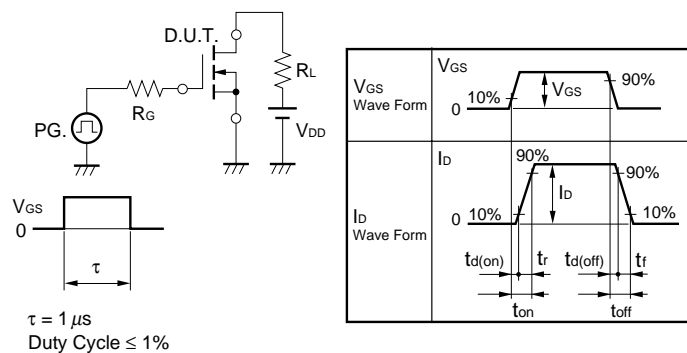 D.U.T.
RL
RG
PG.
VDD
VGS
0
τ
τ = 1 μs
Duty Cycle ≤ 1%
VGS
Wave Form
VGS
10%
0
VGS
90%
ID
Wave Form
ID
90%
90%
ID
0
10%
10%
td(on)
tr
td(off)
tf
ton
toff